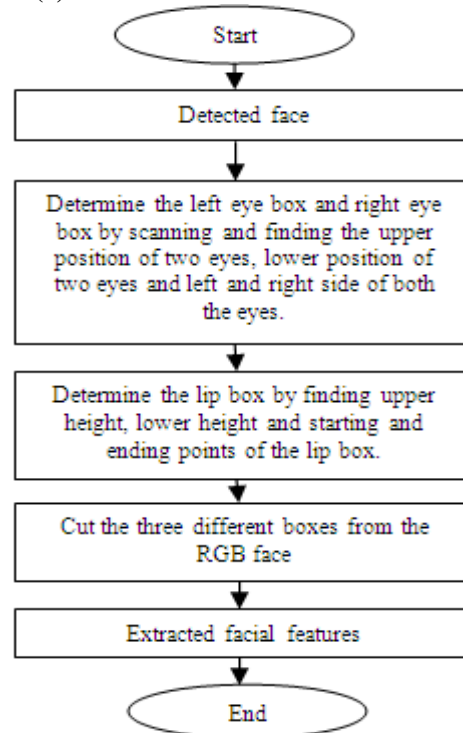 Start
Detected face
Determine the left eye box and right eye
box by scanning and finding the upper
position of two eyes, lower position of
two eyes and left and right side of both
the eyes.
Determine the lip box by finding upper
height, lower height and starting and
ending points of the lip box.
Cut the three different boxes from the
RGB face
Extracted facial features
End